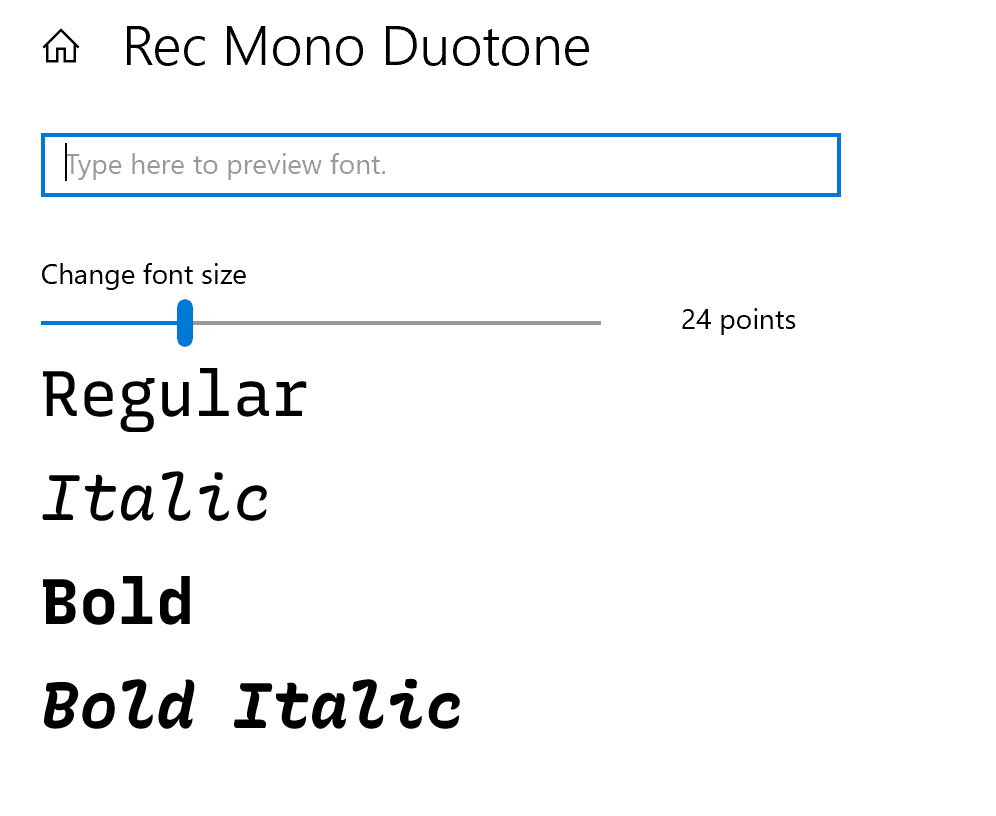 Rec Mono Duotone
Type here to preview font.
Change font size
24 points
Regular
Italic
Bold
Bold Italic